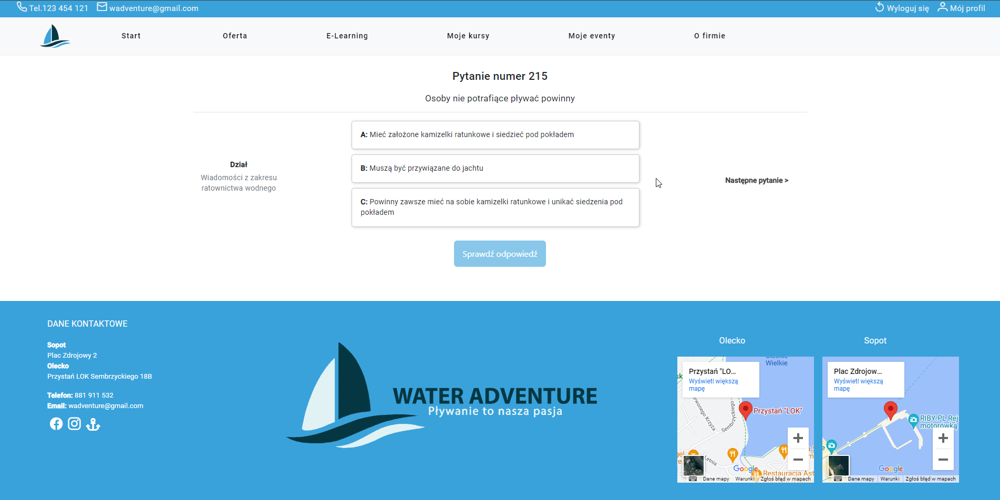 Tel.123 454 121
wadventure@gmail.com
Wyloguj się
Mój profil
Start
Oferta
E-Learning
Moje kursy
Moje eventy
O firmie
Pytanie numer 215
Osoby nie potrafiące pływać powinny
A: Mieć założone kamizelki ratunkowe i siedzieć pod pokładem
Dział
Wiadomości z zakresu
ratownictwa wodnego
B: Muszą być przywiązane do jachtu
Następne pytanie >
C: Powinny zawsze mieć na sobie kamizelki ratunkowe i unikać siedzenia pod
pokładem
Sprawdź odpowiedź
DANE KONTAKTOWE
Sopot
Plac Zdrojowy 2
Olecko
Przystań LOK Sembrzyckiego 18B
Telefon: 881 911 532
Email: wadventure@gmail.com
WATER ADVENTURE
Pływanie to nasza pasja
Olecko
Wielkie
Przystań "LO...
Wyświetl większą
mapę
Przystań "LOK"
Sembrzyckiego
Letnia
Restauracja Ast
Google
Dane mapy
Warunki
Zgłoś błąd w mapach
Sopot
Plac Zdrojow...
Wyświetl większą
mapę
RIBY.PL Rejs
motorówką
Google
Dane mapy
Warunki
Zgłoś błąd w mapach